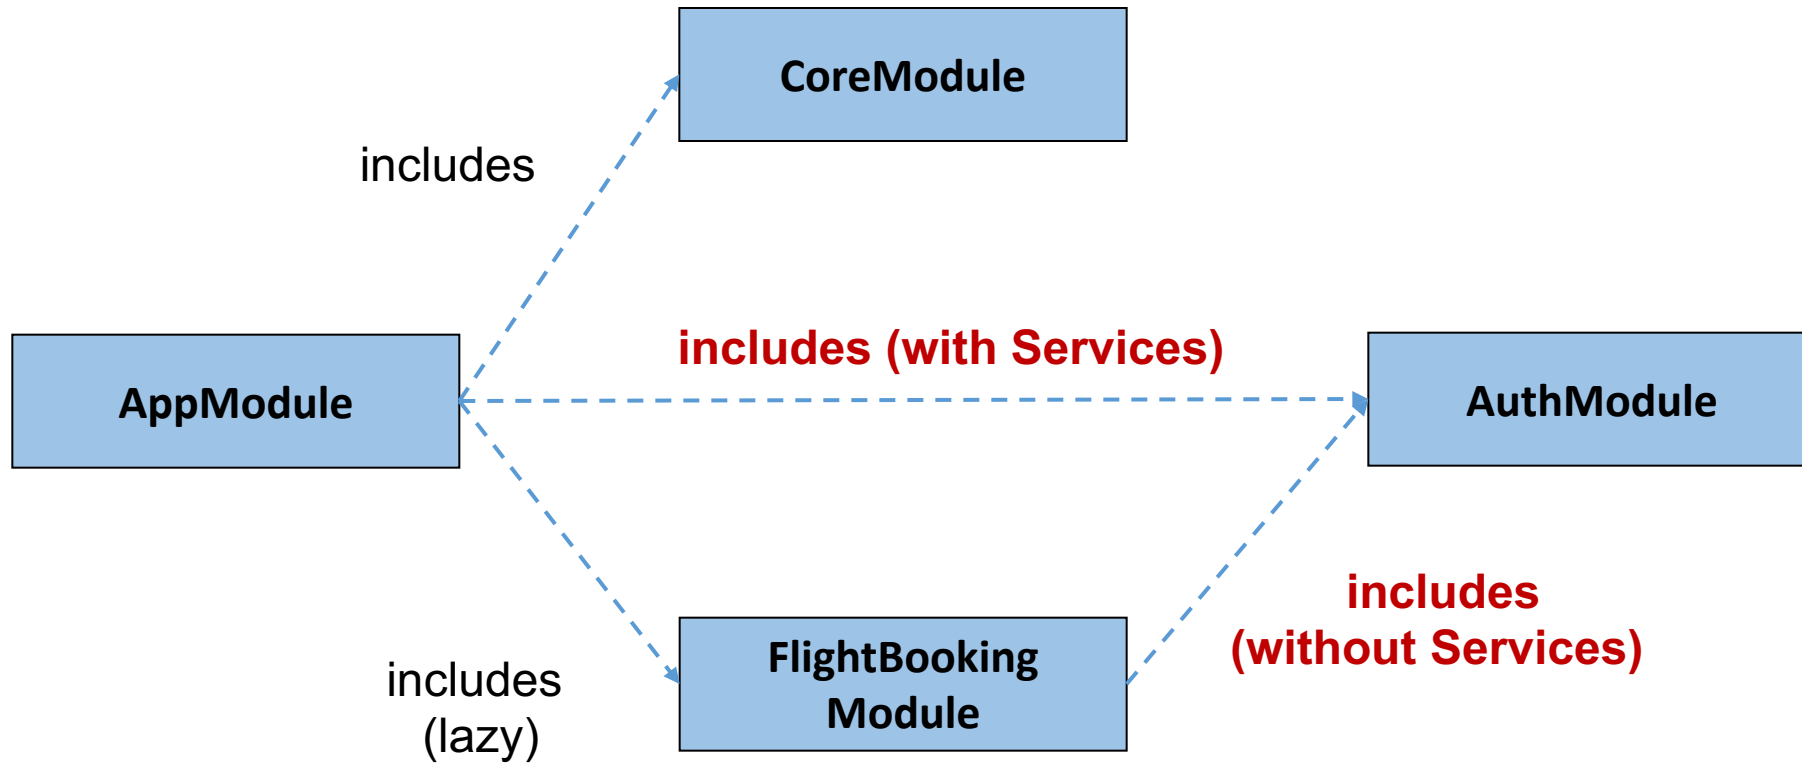 CoreModule
includes
includes (with Services)
AppModule
AuthModule
includes
(without Services)
FlightBooking
Module
includes
(lazy)